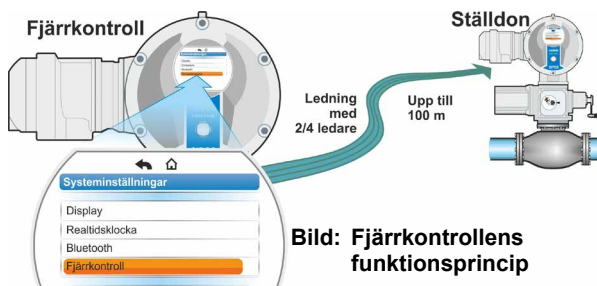 Fjärrkontroll
Ställdon
Ledning
med
2/4 ledare
Upp till
100 m
Systeminställningar
Display
Realtidsklocka
Bluetooth
Fjärrkontroll
Bild: Fjärrkontrollens
funktionsprincip